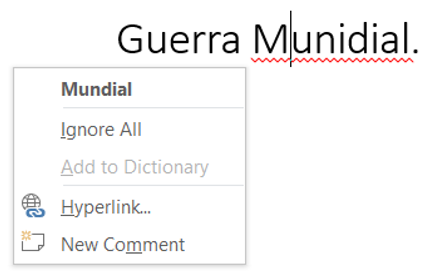 Guerra Munidial.
Mundial
Ignore All
Add to Dictionary
Hyperlink...
New Comment